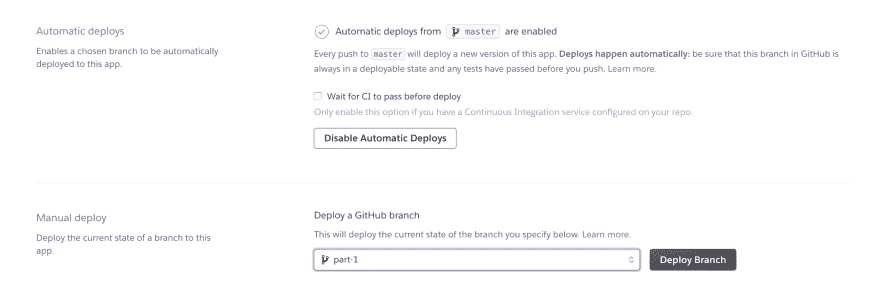 Automatic deploys
Enables a chosen branch to be automatically
deployed to this app.
Automatic deploys from master are enabled
Every push to master will deploy a new version of this app. Deploys happen automatically: be sure that this branch in GitHub is
always in a deployable state and any tests have passed before you push. Learn more.
Wait for CI to pass before deploy
Only enable this option if you have a Continuous Integration service configured on your repo.
Disable Automatic Deploys
Manual deploy
Deploy the current state of a branch to this
app.
Deploy a GitHub branch
This will deploy the current state of the branch you specify below. Learn more.
part-1
Deploy Branch